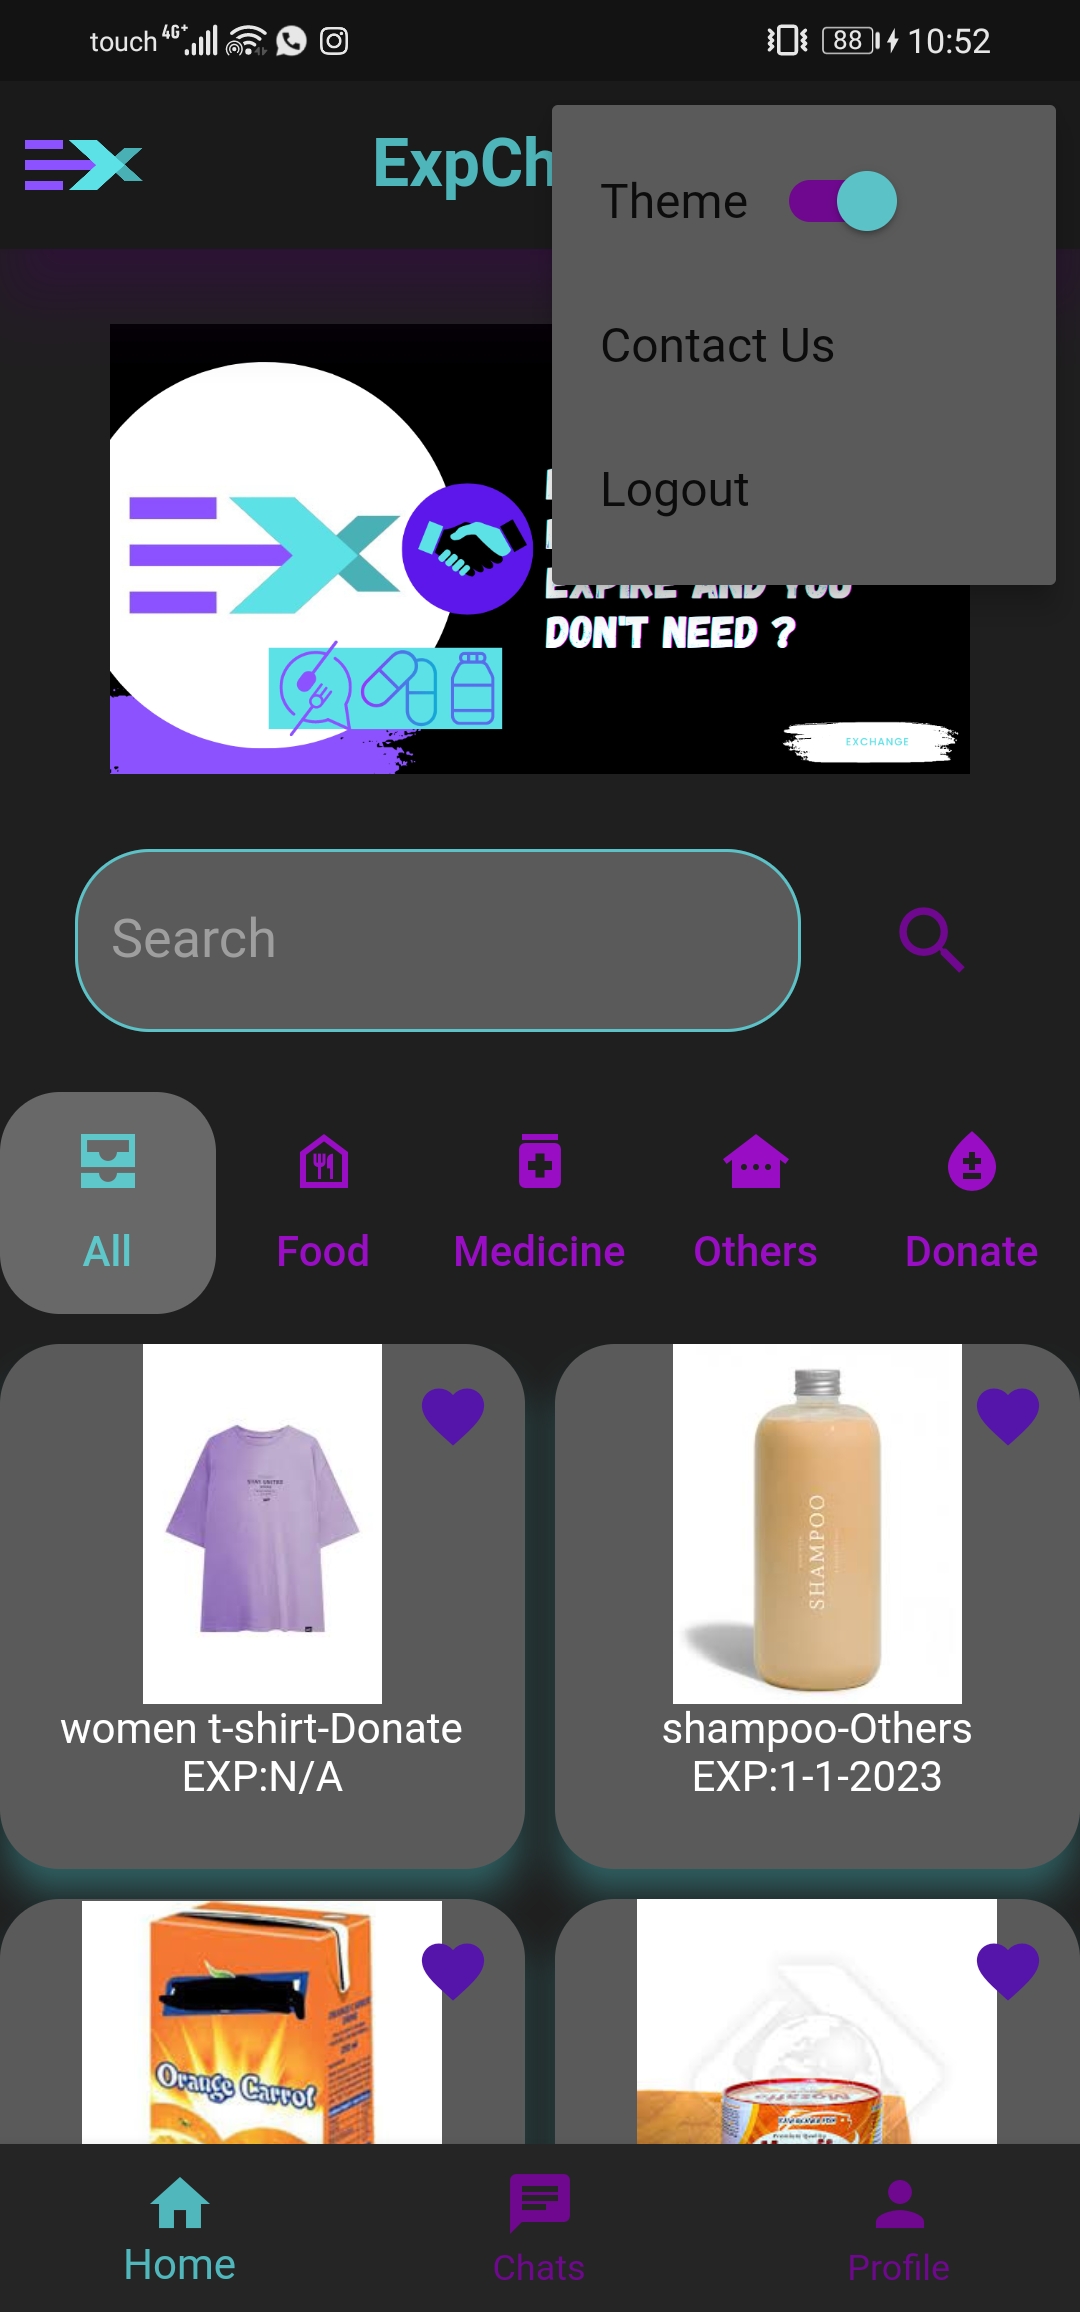 touch 4G+ 88 10:52
ExpCh
Theme
Contact Us
Logout
EXPIRE AND YOU
DON'T NEED ?
EXCHANGE
Search
All Food Medicine Others Donate
STAY UNITED
SHAMPOO
women t-shirt-Donate
EXP:N/A
shampoo-Others
EXP:1-1-2023
Orange Carrot
Home Chats Profile